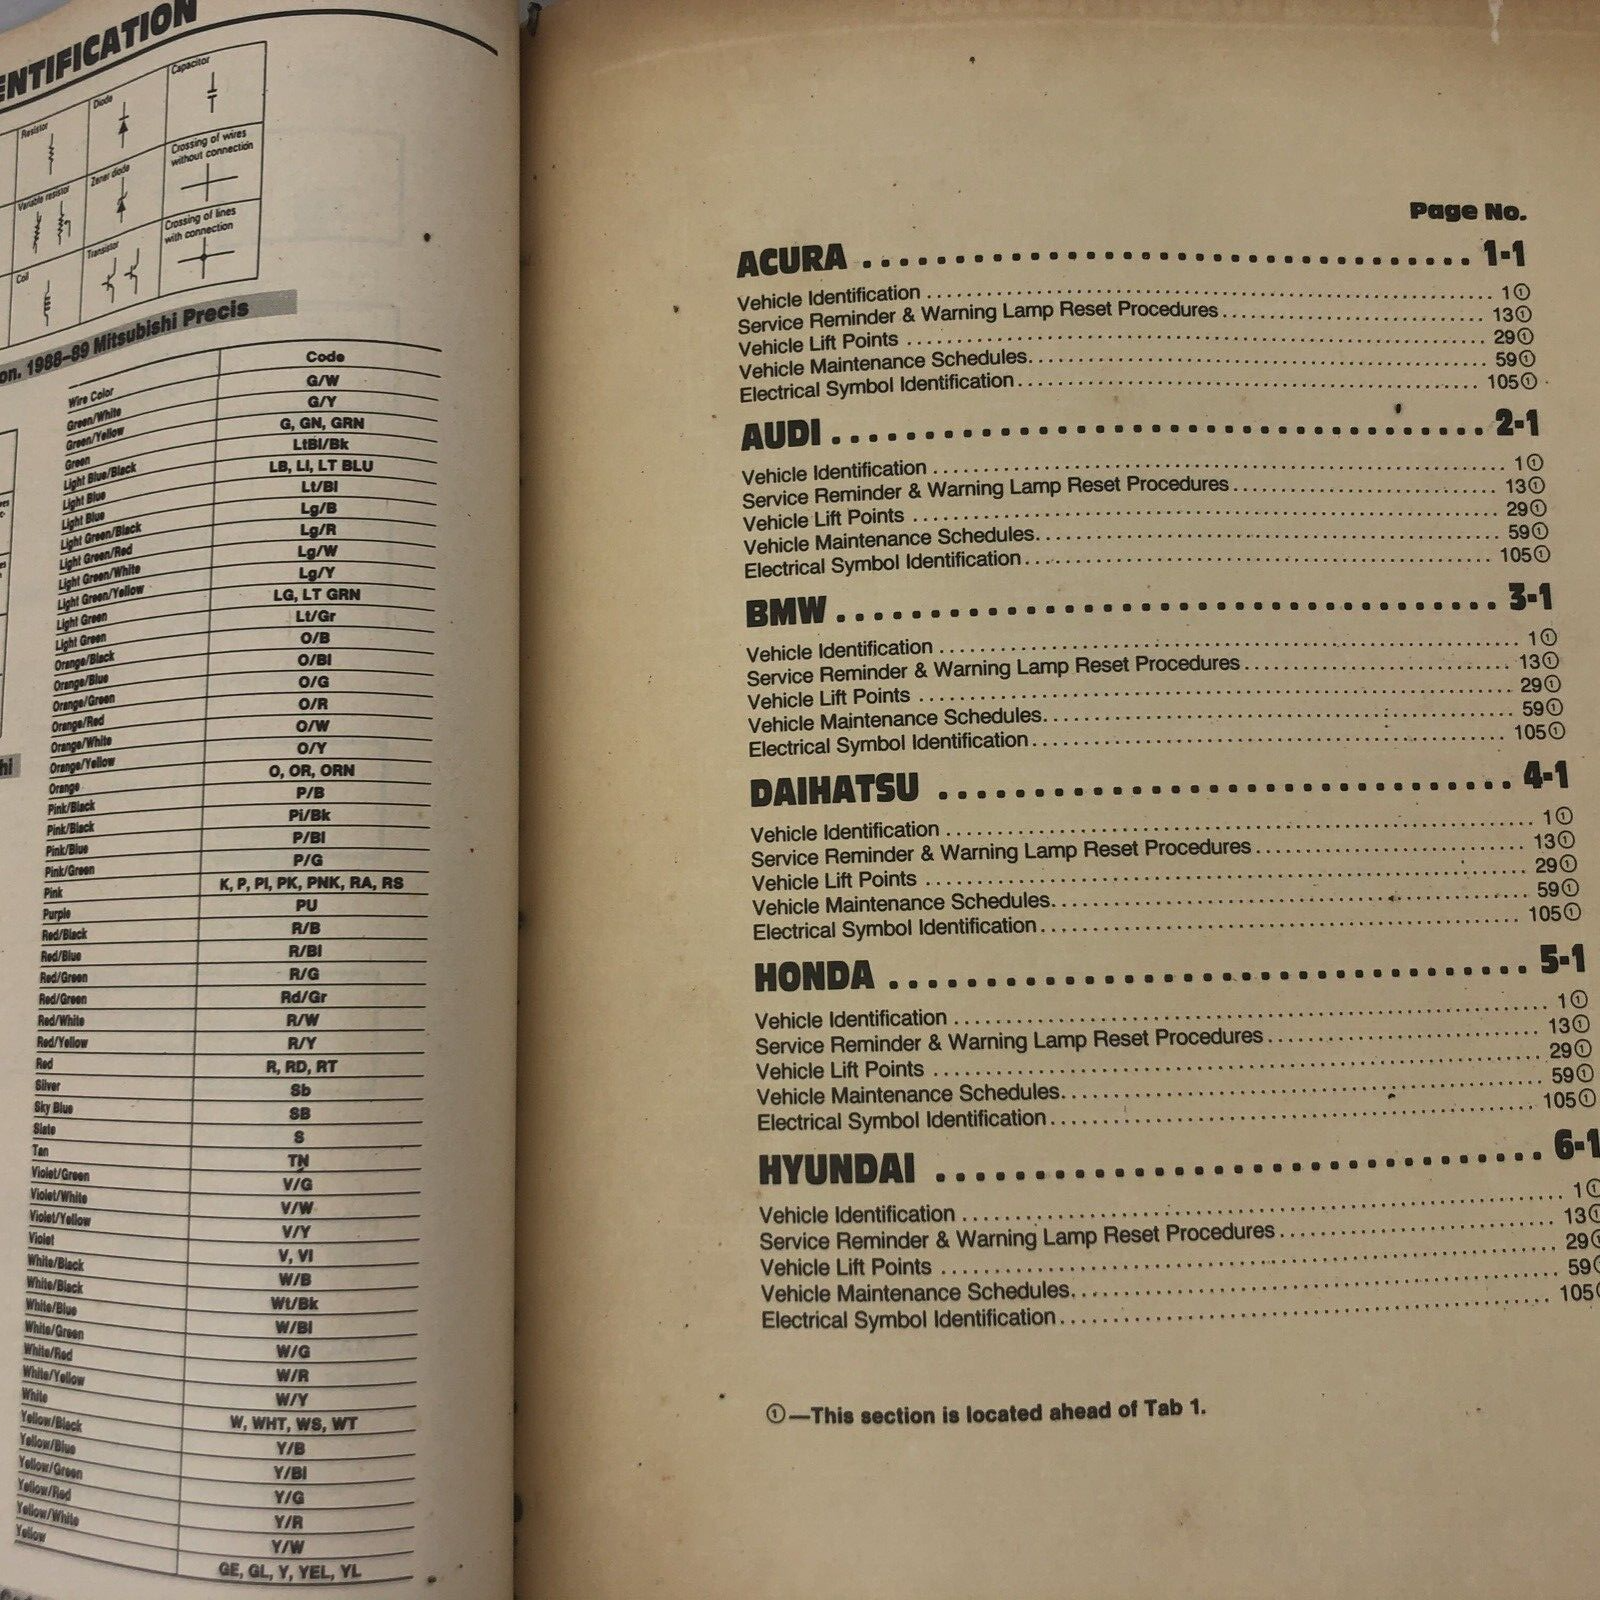 ENTIFICATION
Resistor
Diode
Capacitor
Variable resistor
Zener diode
Crossing of wires
without connection
Coil
Transistor
Crossing of lines
with connection
on. 1988–89 Mitsubishi Precis
Wire Color Code
Green/White G/W
Green/Yellow G/Y
Green G, GN, GRN
Light Blue/Black LtBl/Bk
Light Blue LB, LI, LT BLU
Light Blue Lt/Bl
Light Green/Black Lg/B
Light Green/Red Lg/R
Light Green/White Lg/W
Light Green/Yellow Lg/Y
Light Green LG, LT GRN
Light Green Lt/Gr
Orange/Black O/B
Orange/Blue O/Bl
Orange/Green O/G
Orange/Red O/R
Orange/White O/W
Orange/Yellow O/Y
Orange O, OR, ORN
Pink/Black P/B
Pink/Black Pi/Bk
Pink/Blue P/Bl
Pink/Green P/G
Pink K, P, PI, PK, PNK, RA, RS
Purple PU
Red/Black R/B
Red/Blue R/Bl
Red/Green R/G
Red/Green Rd/Gr
Red/White R/W
Red/Yellow R/Y
Red R, RD, RT
Silver Sb
Sky Blue SB
Slate S
Tan TN
Violet/Green V/G
Violet/White V/W
Violet/Yellow V/Y
Violet V, VI
White/Black W/B
White/Black Wt/Bk
White/Blue W/Bl
White/Green W/G
White/Red W/R
White/Yellow W/Y
White W, WHT, WS, WT
Yellow/Black Y/B
Yellow/Blue Y/Bl
Yellow/Green Y/G
Yellow/Red Y/R
Yellow/White Y/W
Yellow GE, GL, Y, YEL, YL
hi
Page No.
ACURA 1-1
Vehicle Identification 1①
Service Reminder & Warning Lamp Reset Procedures 13①
Vehicle Lift Points 29①
Vehicle Maintenance Schedules 59①
Electrical Symbol Identification 105①
AUDI 2-1
Vehicle Identification 1①
Service Reminder & Warning Lamp Reset Procedures 13①
Vehicle Lift Points 29①
Vehicle Maintenance Schedules 59①
Electrical Symbol Identification 105①
BMW 3-1
Vehicle Identification 1①
Service Reminder & Warning Lamp Reset Procedures 13①
Vehicle Lift Points 29①
Vehicle Maintenance Schedules 59①
Electrical Symbol Identification 105①
DAIHATSU 4-1
Vehicle Identification 1①
Service Reminder & Warning Lamp Reset Procedures 13①
Vehicle Lift Points 29①
Vehicle Maintenance Schedules 59①
Electrical Symbol Identification 105①
HONDA 5-1
Vehicle Identification 1①
Service Reminder & Warning Lamp Reset Procedures 13①
Vehicle Lift Points 29①
Vehicle Maintenance Schedules 59①
Electrical Symbol Identification 105①
HYUNDAI 6-1
Vehicle Identification 1①
Service Reminder & Warning Lamp Reset Procedures 13①
Vehicle Lift Points 29①
Vehicle Maintenance Schedules 59①
Electrical Symbol Identification 105①
①—This section is located ahead of Tab 1.